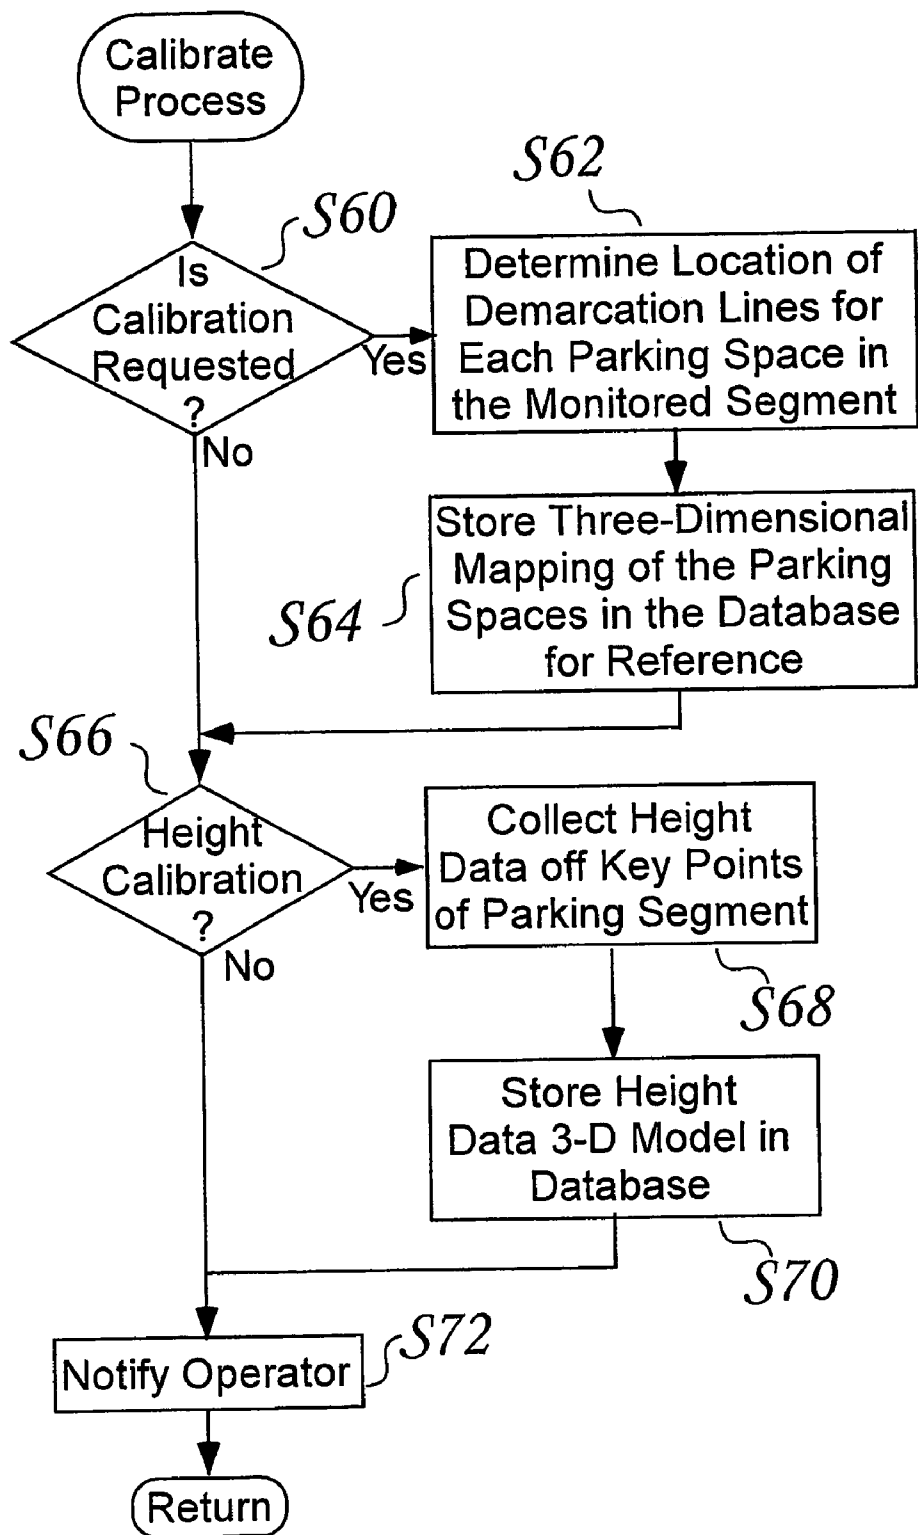 Calibrate
Process
S60
Is
Calibration
Requested
?
Yes
No
S62
Determine Location of
Demarcation Lines for
Each Parking Space in
the Monitored Segment
S64
Store Three-Dimensional
Mapping of the Parking
Spaces in the Database
for Reference
S66
Height
Calibration
?
Yes
No
Collect Height
Data off Key Points
of Parking Segment
S68
Store Height
Data 3-D Model in
Database
S70
S72
Notify Operator
Return